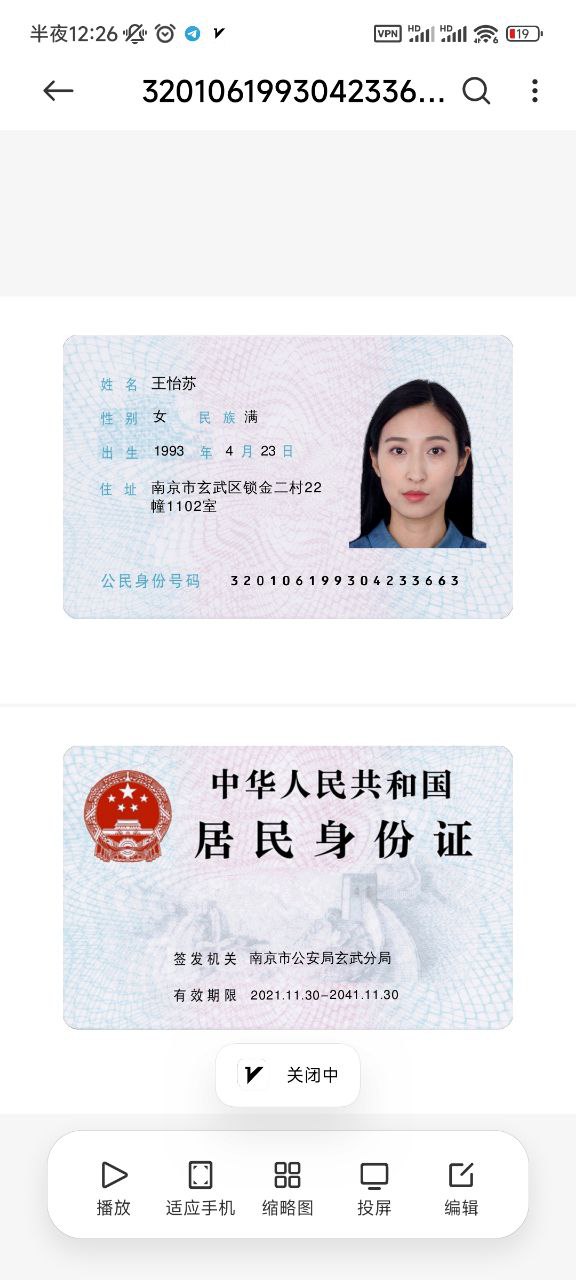 半夜12:26
VPN HD HD 6 19
3201061993042336...
姓 名 王怡苏
性 别 女 民 族 满
出 生 1993 年 4 月 23 日
住 址 南京市玄武区锁金二村22
幢1102室
公民身份号码 320106199304233663
中华人民共和国
居民身份证
签发机关 南京市公安局玄武分局
有效期限 2021.11.30-2041.11.30
关闭中
播放 适应手机 缩略图 投屏 编辑